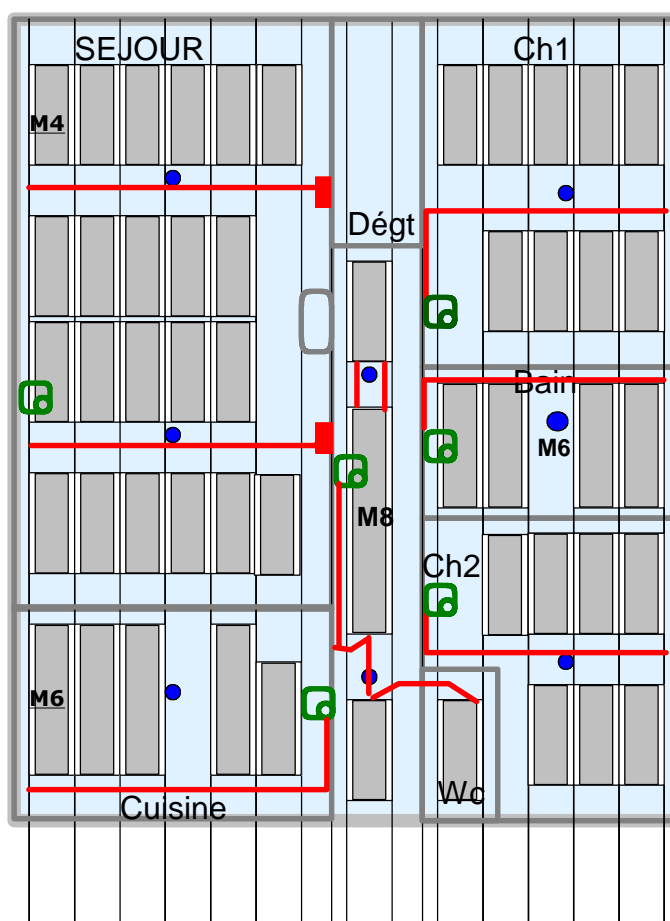 SEJOUR
Ch1
M4
Dégt
Bain
M6
M8
Ch2
M6
Wc
Cuisine